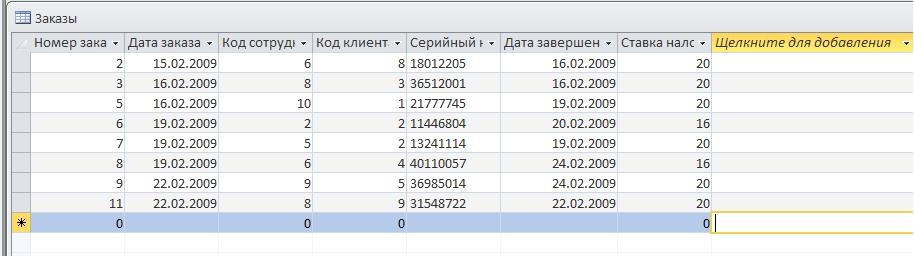 Заказы
Номер зака Дата заказа Код сотрудн Код клиента Серийный н Дата завершен Ставка нало Щелкните для добавления
2 15.02.2009 6 8 18012205 16.02.2009 20
3 16.02.2009 8 3 36512001 16.02.2009 20
5 16.02.2009 10 1 21777745 19.02.2009 20
6 19.02.2009 2 2 11446804 20.02.2009 16
7 19.02.2009 5 2 13241114 19.02.2009 20
8 19.02.2009 6 4 40110057 24.02.2009 16
9 22.02.2009 9 5 36985014 24.02.2009 20
11 22.02.2009 8 9 31548722 22.02.2009 20
0 0 0 0